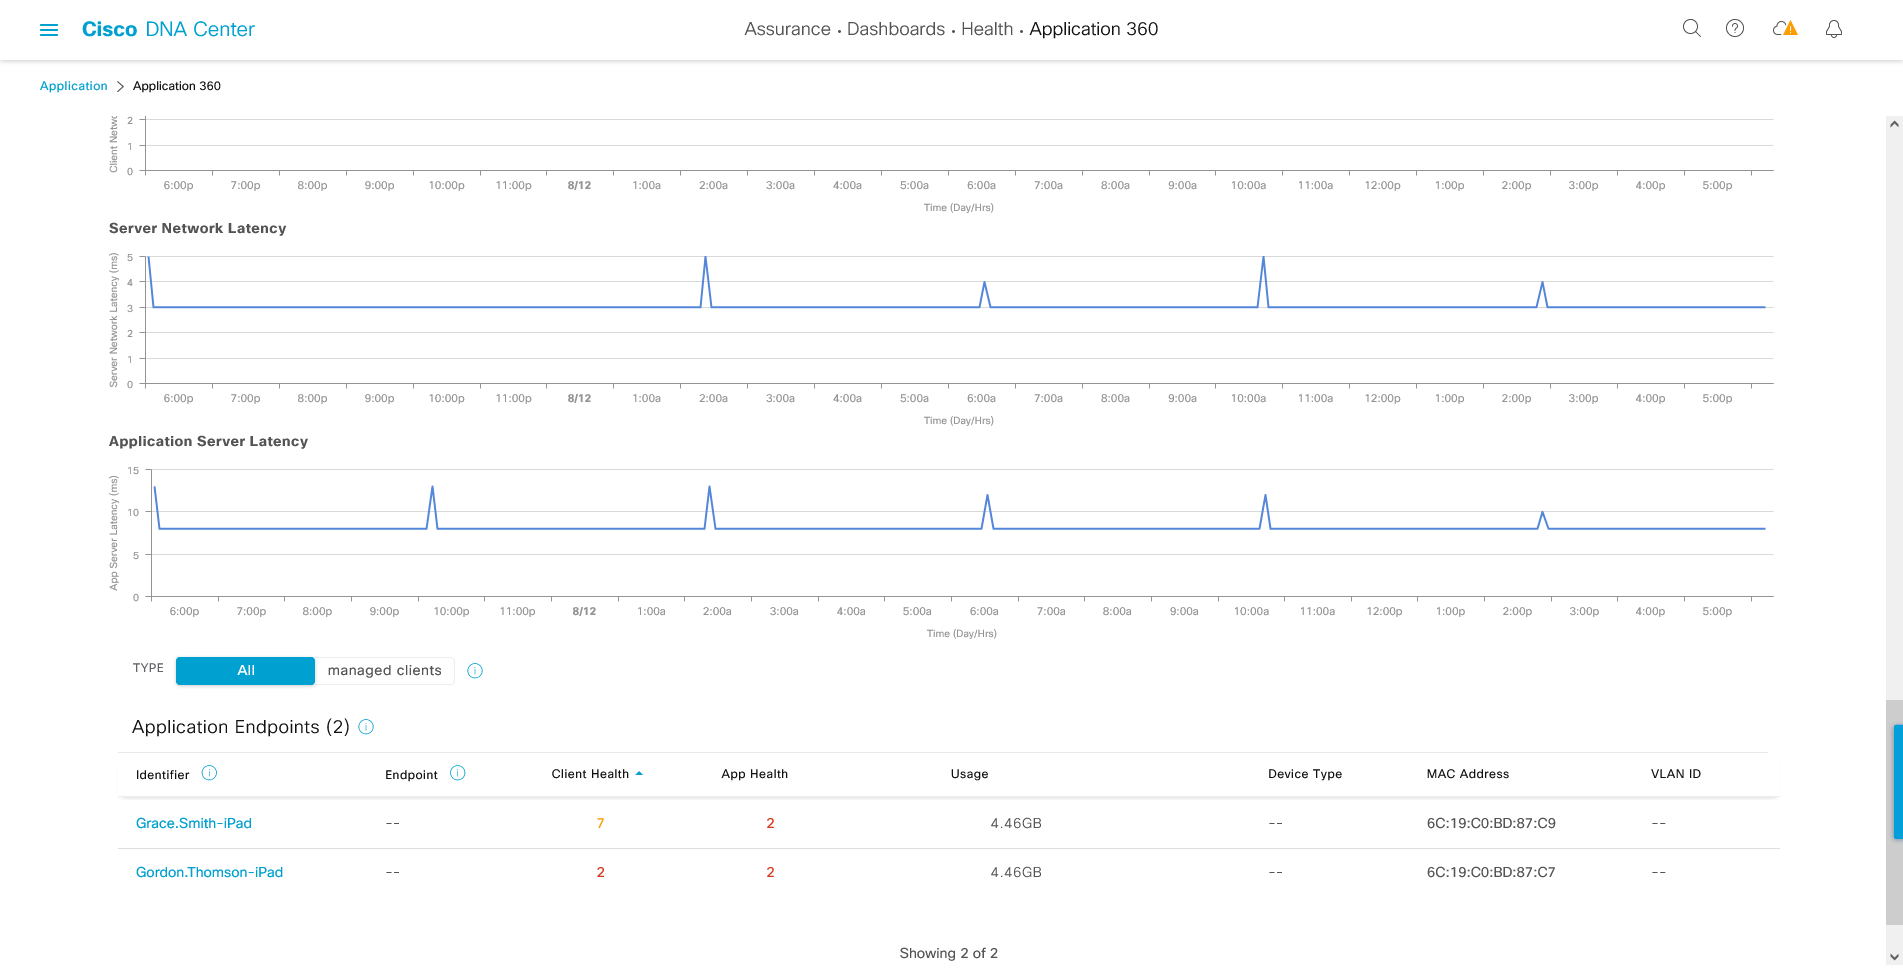 Cisco DNA Center
Assurance · Dashboards · Health · Application 360
Application > Application 360
2
1
0
6:00p 7:00p 8:00p 9:00p 10:00p 11:00p 8/12 1:00a 2:00a 3:00a 4:00a 5:00a 6:00a 7:00a 8:00a 9:00a 10:00a 11:00a 12:00p 1:00p 2:00p 3:00p 4:00p 5:00p
Time (Day/Hrs)
Client
Server Network Latency
Server Network Latency (ms)
5
4
3
2
1
0
6:00p 7:00p 8:00p 9:00p 10:00p 11:00p 8/12 1:00a 2:00a 3:00a 4:00a 5:00a 6:00a 7:00a 8:00a 9:00a 10:00a 11:00a 12:00p 1:00p 2:00p 3:00p 4:00p 5:00p
Time (Day/Hrs)
Application Server Latency
App Server Latency (ms)
15
10
5
0
6:00p 7:00p 8:00p 9:00p 10:00p 11:00p 8/12 1:00a 2:00a 3:00a 4:00a 5:00a 6:00a 7:00a 8:00a 9:00a 10:00a 11:00a 12:00p 1:00p 2:00p 3:00p 4:00p 5:00p
Time (Day/Hrs)
TYPE All managed clients
Application Endpoints (2)
Identifier Endpoint Client Health App Health Usage Device Type MAC Address VLAN ID
Grace.Smith-iPad -- 7 2 4.46GB -- 6C:19:C0:BD:87:C9 --
Gordon.Thomson-iPad -- 2 2 4.46GB -- 6C:19:C0:BD:87:C7 --
Showing 2 of 2